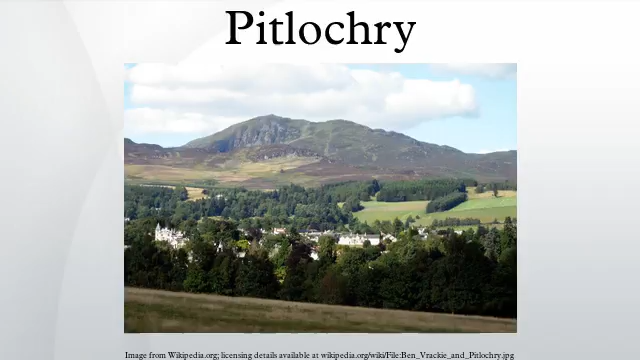 Pitlochry
Image from Wikipedia.org; licensing details available at wikipedia.org/wiki/File:Ben_Vrackie_and_Pitlochry.jpg